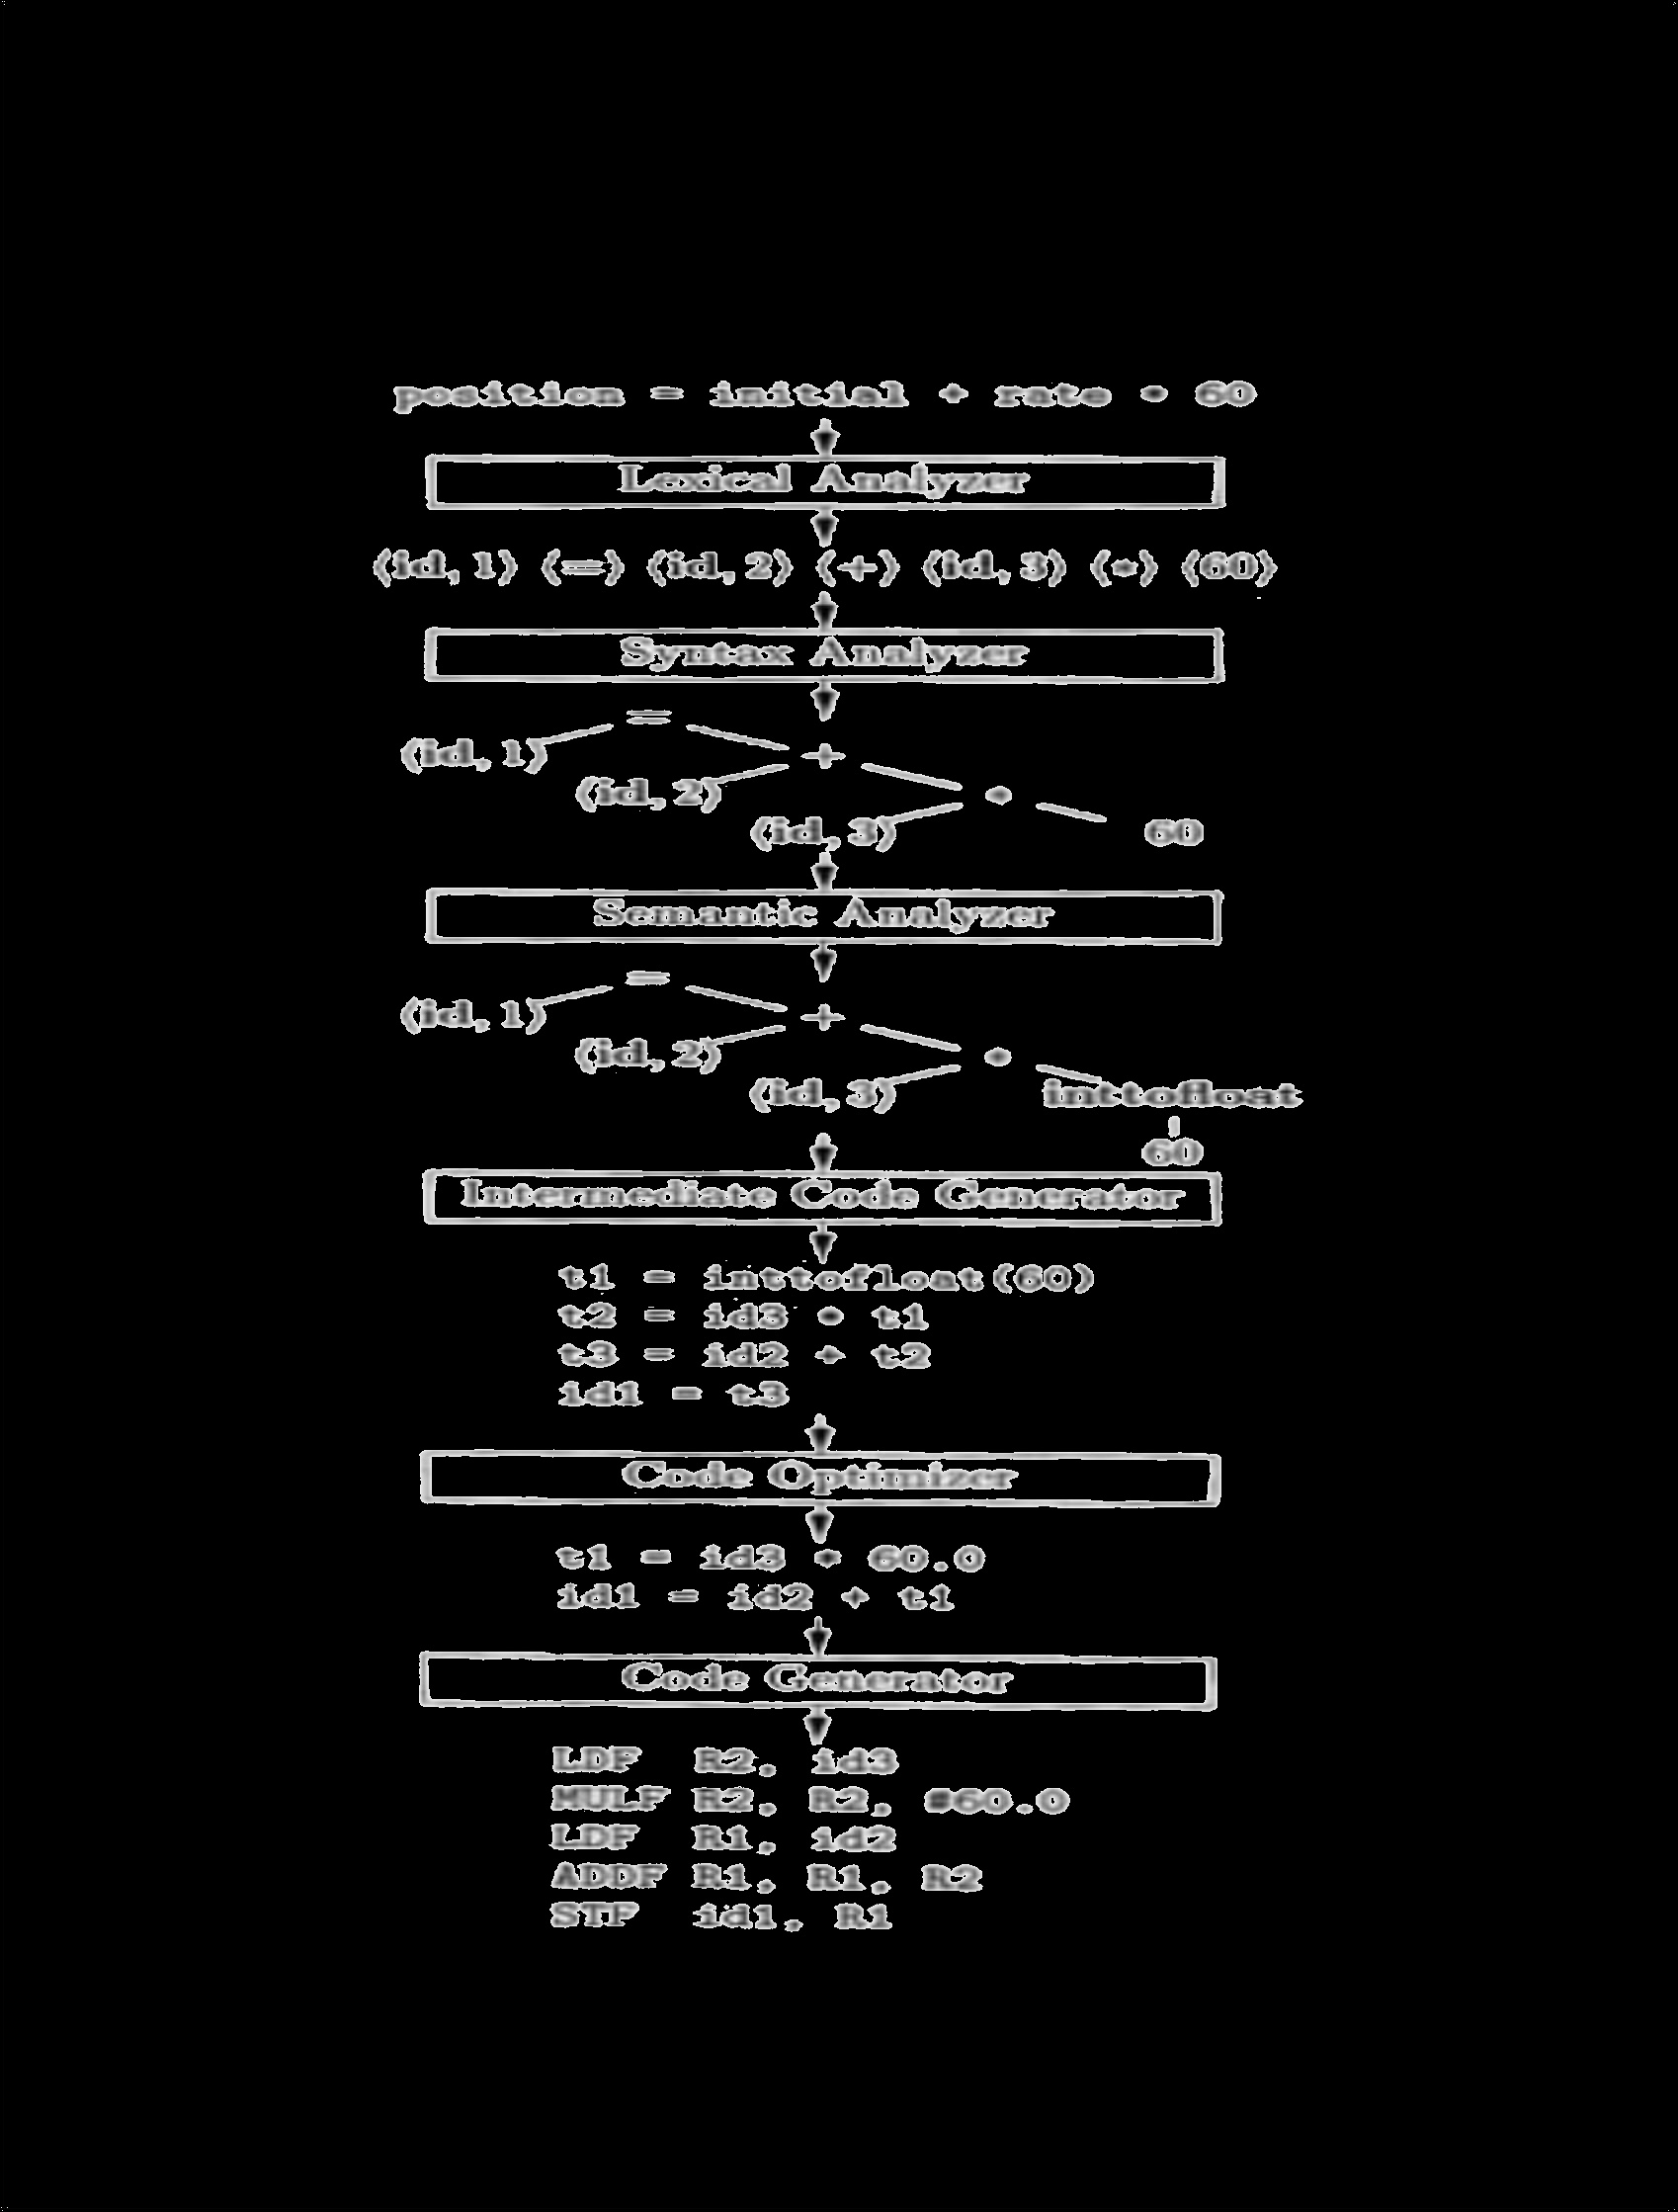 position = initial + rate * 60
Lexical Analyzer
⟨id, 1⟩ ⟨=⟩ ⟨id, 2⟩ ⟨+⟩ ⟨id, 3⟩ ⟨*⟩ ⟨60⟩
Syntax Analyzer
=
⟨id, 1⟩ +
⟨id, 2⟩ *
⟨id, 3⟩ 60
Semantic Analyzer
=
⟨id, 1⟩ +
⟨id, 2⟩ *
⟨id, 3⟩ inttofloat
60
Intermediate Code Generator
t1 = inttofloat(60)
t2 = id3 * t1
t3 = id2 + t2
id1 = t3
Code Optimizer
t1 = id3 * 60.0
id1 = id2 + t1
Code Generator
LDF R2, id3
MULF R2, R2, #60.0
LDF R1, id2
ADDF R1, R1, R2
STF id1, R1